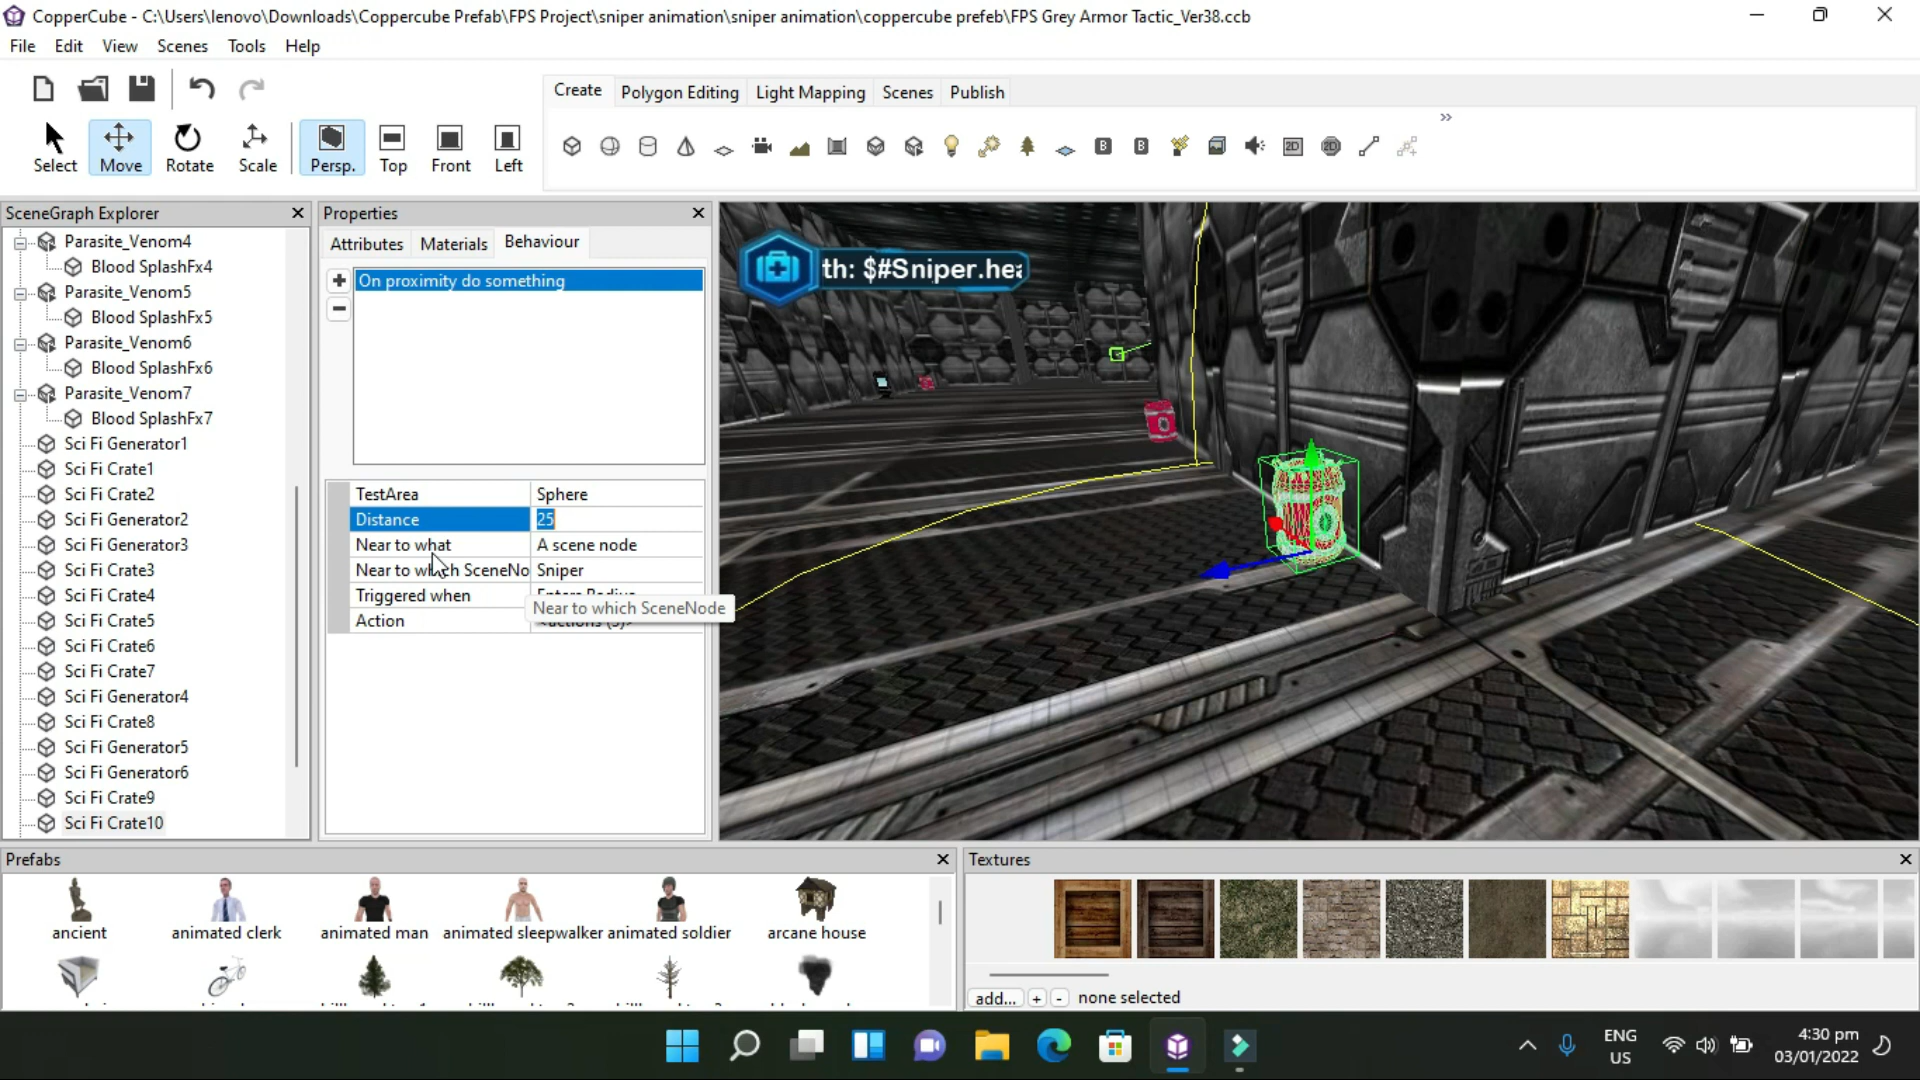 CopperCube - C:\Users\lenovo\Downloads\Coppercube Prefab\FPS Project\sniper animation\sniper animation\coppercube prefeb\FPS Grey Armor Tactic_Ver38.ccb
File Edit View Scenes Tools Help
Create Polygon Editing Light Mapping Scenes Publish
Select Move Rotate Scale Persp. Top Front Left
SceneGraph Explorer
Parasite_Venom4
Blood SplashFx4
Parasite_Venom5
Blood SplashFx5
Parasite_Venom6
Blood SplashFx6
Parasite_Venom7
Blood SplashFx7
Sci Fi Generator1
Sci Fi Crate1
Sci Fi Crate2
Sci Fi Generator2
Sci Fi Generator3
Sci Fi Crate3
Sci Fi Crate4
Sci Fi Crate5
Sci Fi Crate6
Sci Fi Crate7
Sci Fi Generator4
Sci Fi Crate8
Sci Fi Generator5
Sci Fi Generator6
Sci Fi Crate9
Sci Fi Crate10
Properties
Attributes Materials Behaviour
On proximity do something
TestArea Sphere
Distance 25
Near to what A scene node
Near to which SceneNo Sniper
Triggered when
Near to which SceneNode
Action
th: $#Sniper.hea
Prefabs
ancient animated clerk animated man animated sleepwalker animated soldier arcane house
Textures
add... + - none selected
ENG
US
4:30 pm
03/01/2022